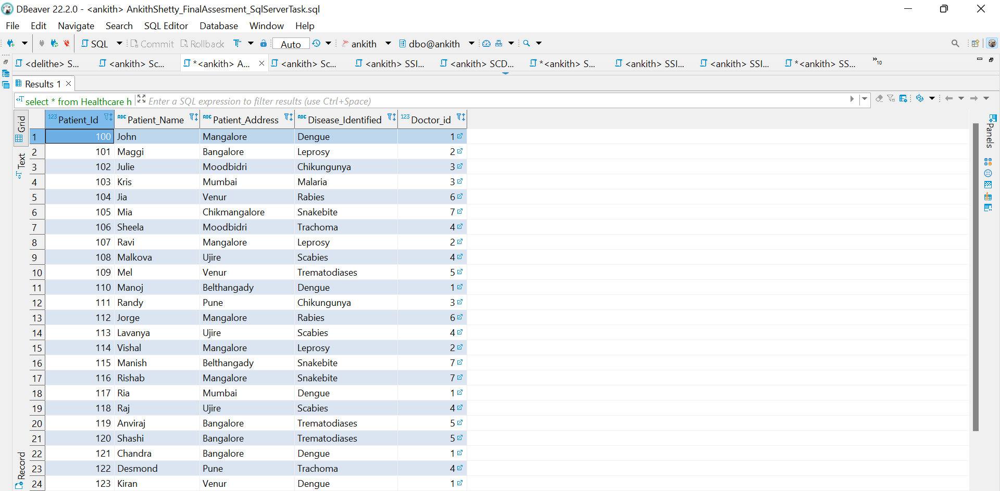 DBeaver 22.2.0 - <ankith> AnkithShetty_FinalAssesment_SqlServerTask.sql
File Edit Navigate Search SQL Editor Database Window Help
SQL Commit Rollback Auto ankith dbo@ankith
<delithe> S... <ankith> Sc... *<ankith> A... <ankith> Sc... <ankith> SSI... <ankith> SCD... *<ankith> S... <ankith> SSI... <ankith> SSI... *<ankith> SS... »10
Results 1
select * from Healthcare h Enter a SQL expression to filter results (use Ctrl+Space)
Grid
Text
Record
Panels
123 Patient_Id ABC Patient_Name ABC Patient_Address ABC Disease_Identified 123 Doctor_id
1 100 John Mangalore Dengue 1
2 101 Maggi Bangalore Leprosy 2
3 102 Julie Moodbidri Chikungunya 3
4 103 Kris Mumbai Malaria 3
5 104 Jia Venur Rabies 6
6 105 Mia Chikmangalore Snakebite 7
7 106 Sheela Moodbidri Trachoma 4
8 107 Ravi Mangalore Leprosy 2
9 108 Malkova Ujire Scabies 4
10 109 Mel Venur Trematodiases 5
11 110 Manoj Belthangady Dengue 1
12 111 Randy Pune Chikungunya 3
13 112 Jorge Mangalore Rabies 6
14 113 Lavanya Ujire Scabies 4
15 114 Vishal Mangalore Leprosy 2
16 115 Manish Belthangady Snakebite 7
17 116 Rishab Mangalore Snakebite 7
18 117 Ria Mumbai Dengue 1
19 118 Raj Ujire Scabies 4
20 119 Anviraj Bangalore Trematodiases 5
21 120 Shashi Bangalore Trematodiases 5
22 121 Chandra Bangalore Dengue 1
23 122 Desmond Pune Trachoma 4
24 123 Kiran Venur Dengue 1